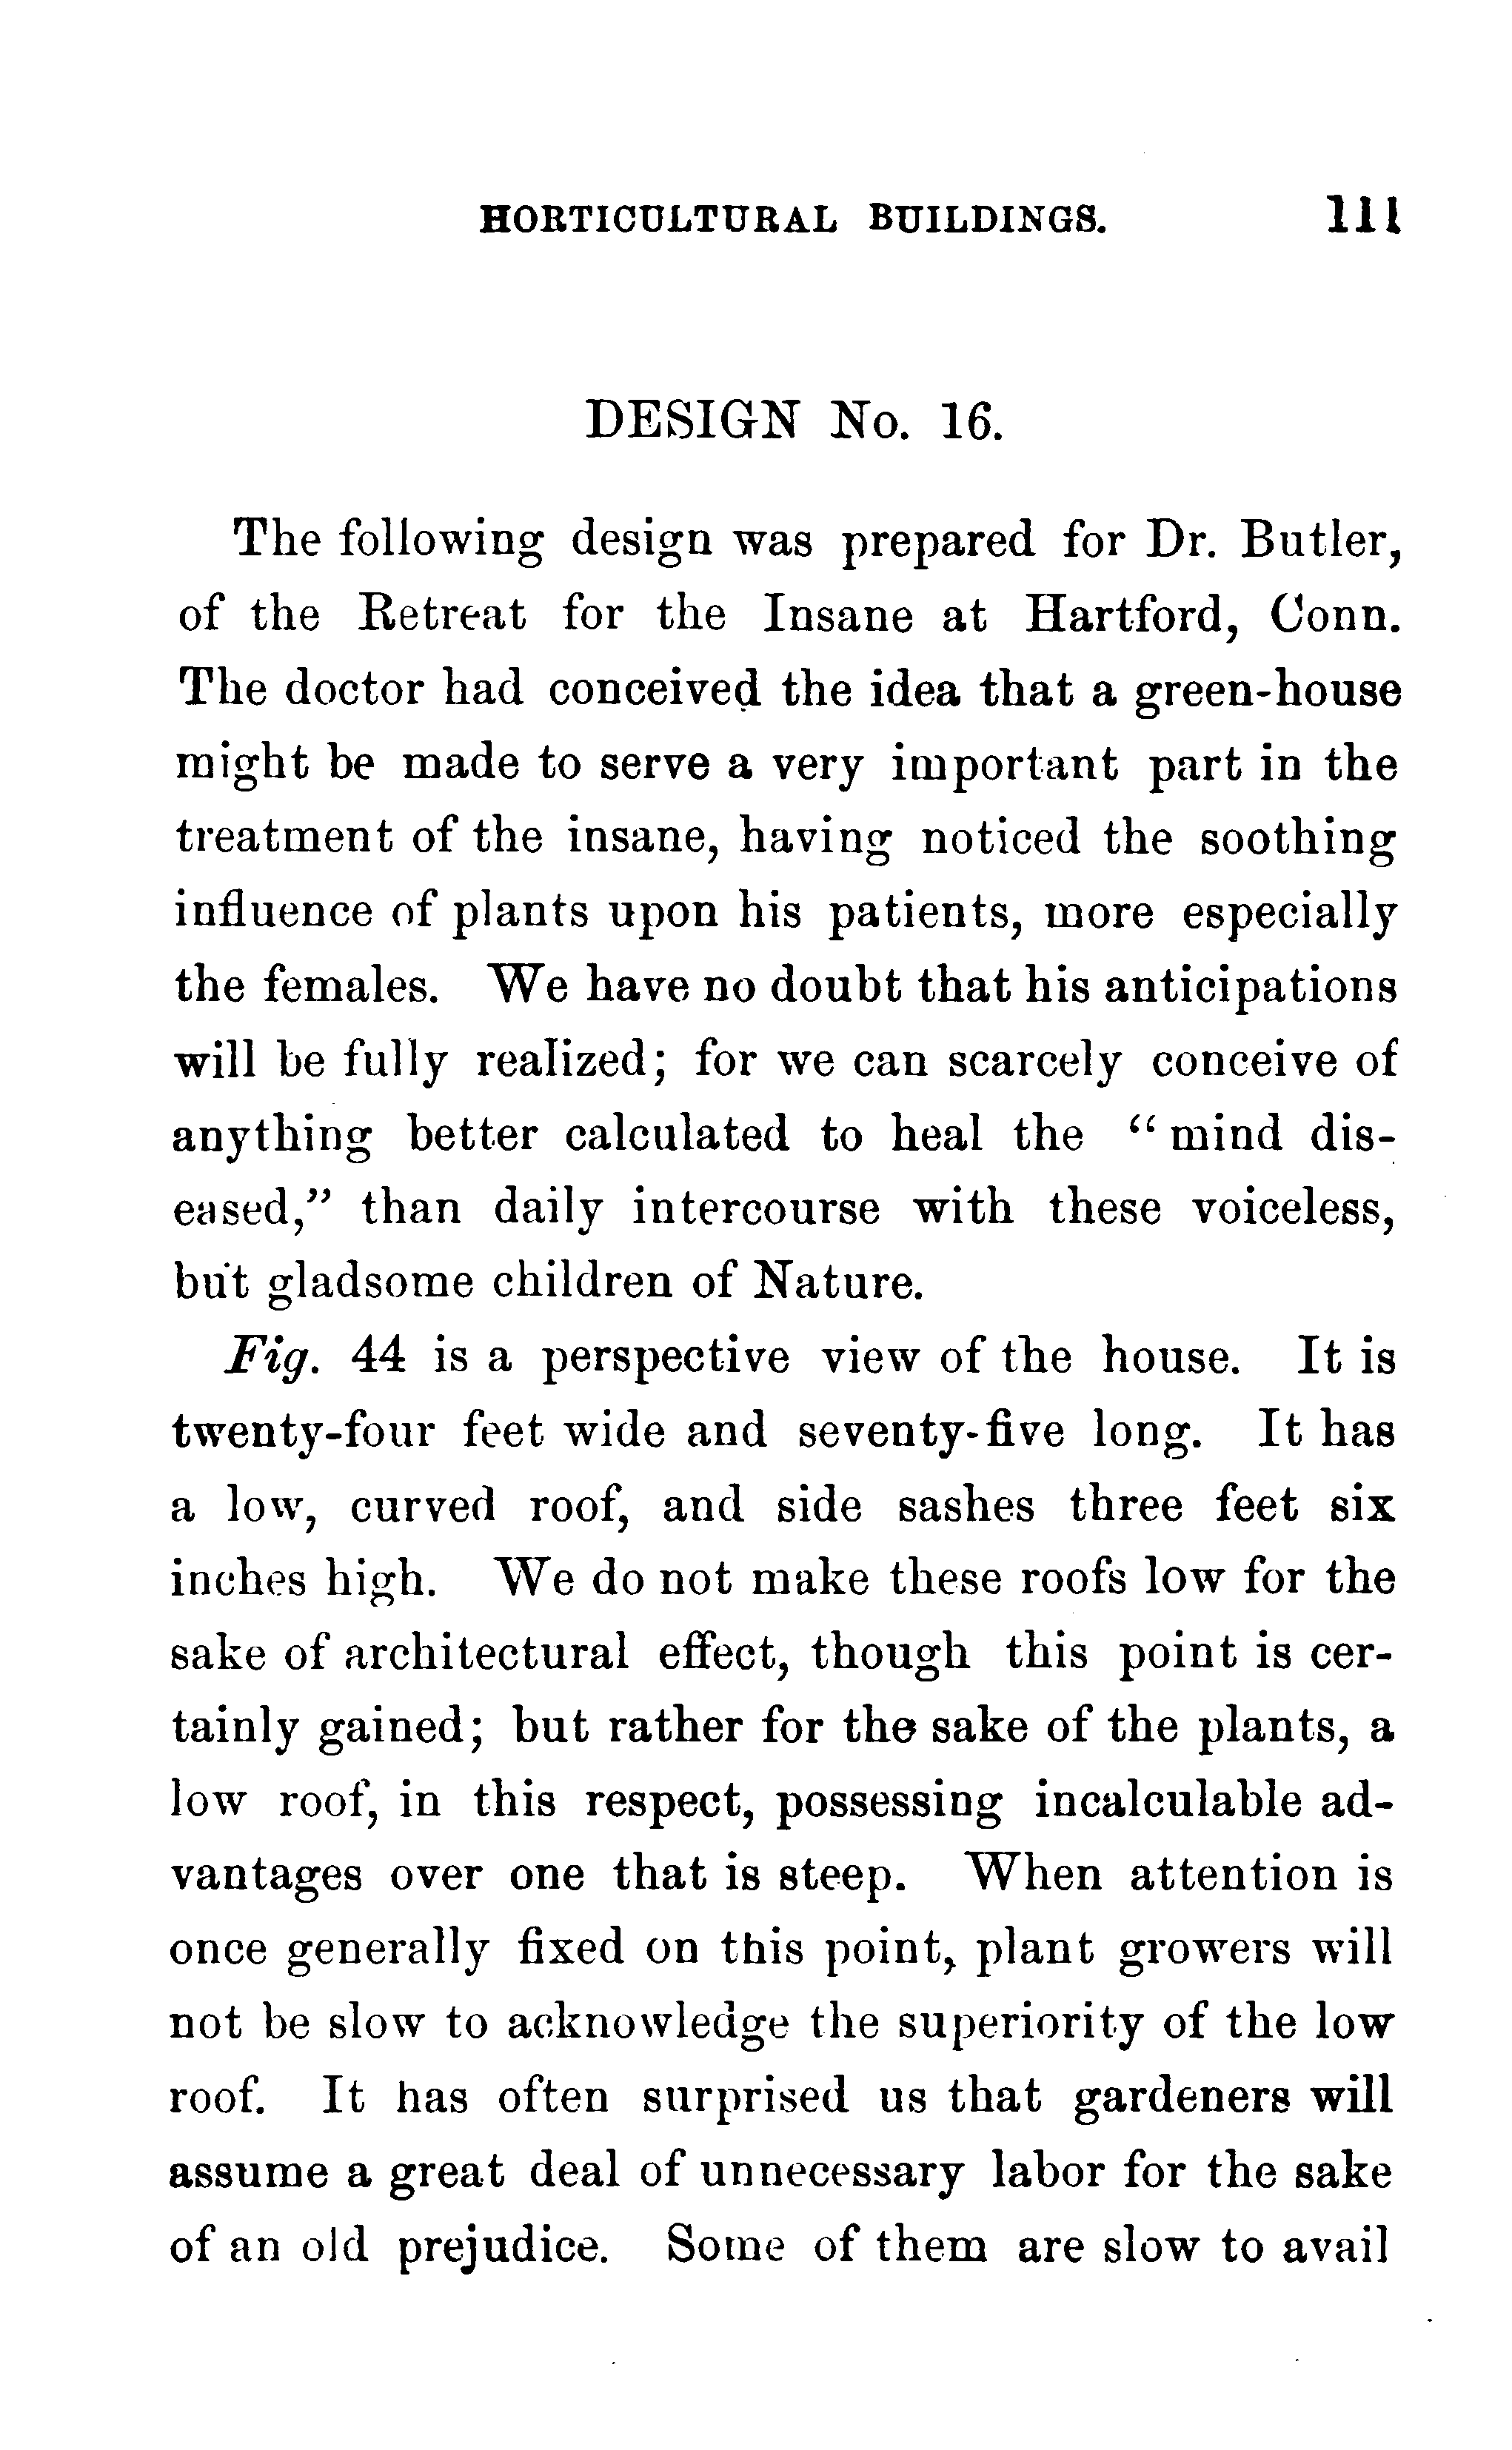 HORTICULTURAL BUILDINGS. 111
DESIGN No. 16.
The following design was prepared for Dr. Butler,
of the Retreat for the Insane at Hartford, Conn.
The doctor had conceived the idea that a green-house
might be made to serve a very important part in the
treatment of the insane, having noticed the soothing
influence of plants upon his patients, more especially
the females. We have no doubt that his anticipations
will be fully realized; for we can scarcely conceive of
anything better calculated to heal the “mind dis-
eased,” than daily intercourse with these voiceless,
but gladsome children of Nature.
Fig. 44 is a perspective view of the house. It is
twenty-four feet wide and seventy-five long. It has
a low, curved roof, and side sashes three feet six
inches high. We do not make these roofs low for the
sake of architectural effect, though this point is cer-
tainly gained; but rather for the sake of the plants, a
low roof, in this respect, possessing incalculable ad-
vantages over one that is steep. When attention is
once generally fixed on this point, plant growers will
not be slow to acknowledge the superiority of the low
roof. It has often surprised us that gardeners will
assume a great deal of unnecessary labor for the sake
of an old prejudice. Some of them are slow to avail